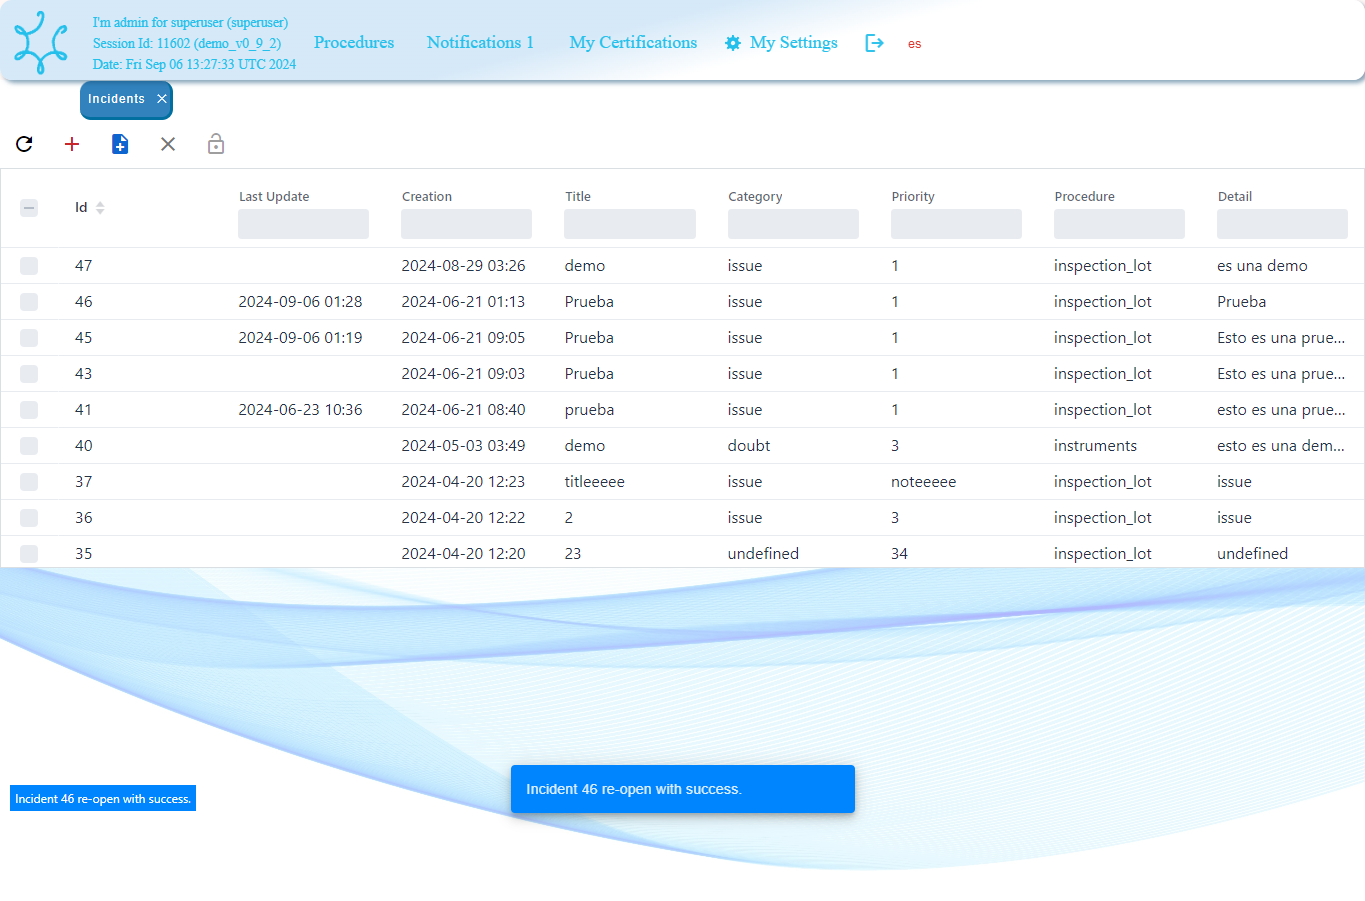 I'm admin for superuser (superuser)
Session Id: 11602 (demo_v0_9_2)
Date: Fri Sep 06 13:27:33 UTC 2024
Procedures Notifications 1 My Certifications My Settings es
Incidents
Id Last Update Creation Title Category Priority Procedure Detail
47 2024-08-29 03:26 demo issue 1 inspection_lot es una demo
46 2024-09-06 01:28 2024-06-21 01:13 Prueba issue 1 inspection_lot Prueba
45 2024-09-06 01:19 2024-06-21 09:05 Prueba issue 1 inspection_lot Esto es una prue...
43 2024-06-21 09:03 Prueba issue 1 inspection_lot Esto es una prue...
41 2024-06-23 10:36 2024-06-21 08:40 prueba issue 1 inspection_lot esto es una prue...
40 2024-05-03 03:49 demo doubt 3 instruments esto es una dem...
37 2024-04-20 12:23 titleeeee issue noteeeee inspection_lot issue
36 2024-04-20 12:22 2 issue 3 inspection_lot issue
35 2024-04-20 12:20 23 undefined 34 inspection_lot undefined
Incident 46 re-open with success.
Incident 46 re-open with success.